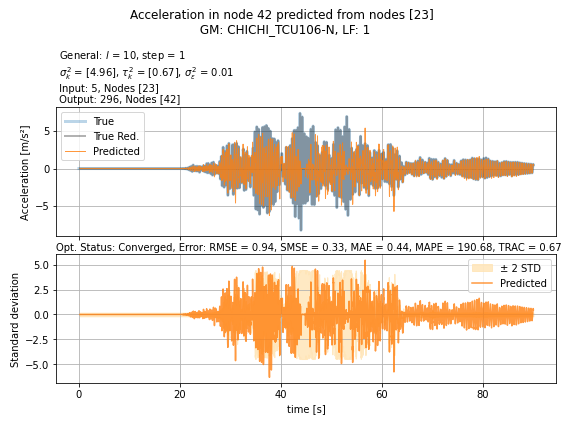 Acceleration in node 42 predicted from nodes [23]
GM: CHICHI_TCU106-N, LF: 1
General: l = 10, step = 1
σ²ₖ = [4.96], τ²ₖ = [0.67], σ²ε = 0.01
Input: 5, Nodes [23]
Output: 296, Nodes [42]
True
True Red.
Predicted
Acceleration [m/s²]
5
0
−5
Opt. Status: Converged, Error: RMSE = 0.94, SMSE = 0.33, MAE = 0.44, MAPE = 190.68, TRAC = 0.67
± 2 STD
Predicted
Standard deviation
5.0
2.5
0.0
−2.5
−5.0
0 20 40 60 80
time [s]